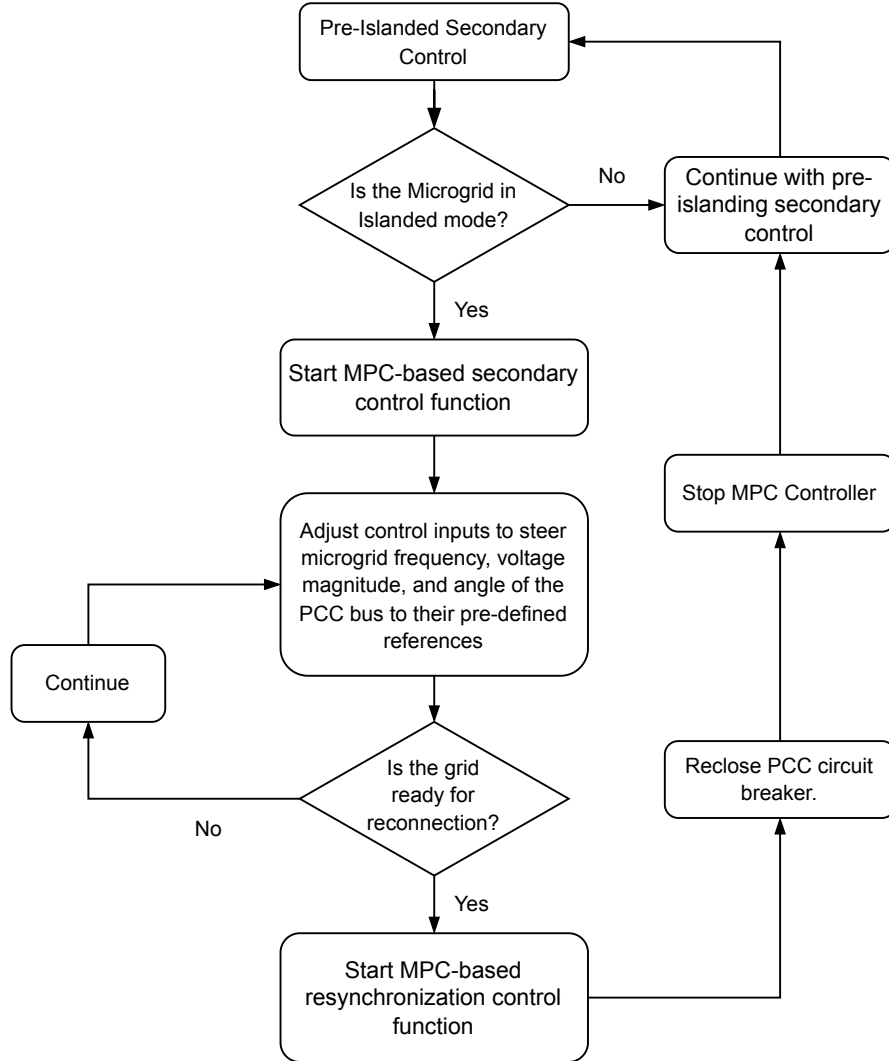 Pre-Islanded Secondary
Control
Is the Microgrid in
Islanded mode?
No
Continue with pre-
islanding secondary
control
Yes
Start MPC-based secondary
control function
Stop MPC Controller
Adjust control inputs to steer
microgrid frequency, voltage
magnitude, and angle of the
PCC bus to their pre-defined
references
Continue
Is the grid
ready for
reconnection?
No
Reclose PCC circuit
breaker.
Yes
Start MPC-based
resynchronization control
function